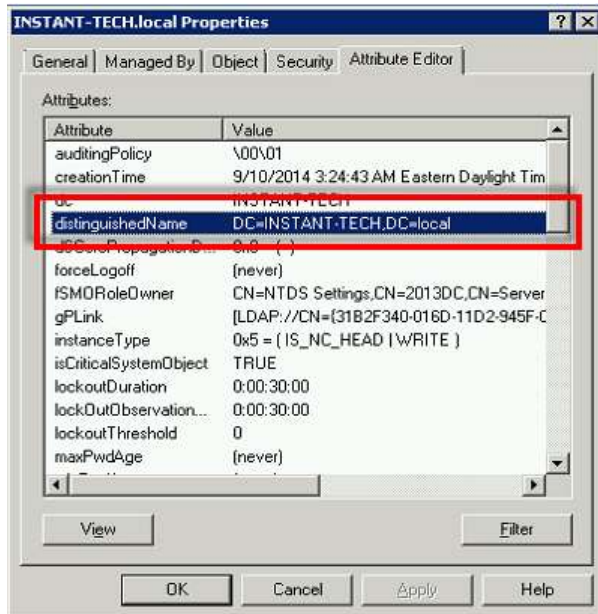 INSTANT-TECH.local Properties
General Managed By Object Security Attribute Editor
Attributes:
Attribute Value
auditingPolicy \00\01
creationTime 9/10/2014 3:24:43 AM Eastern Daylight Tim
dc INSTANT-TECH
distinguishedName DC=INSTANT-TECH,DC=local
forceLogoff (never)
fSMORoleOwner CN=NTDS Settings,CN=2013DC,CN=Server
gPLink [LDAP://CN={31B2F340-016D-11D2-945F-C
instanceType 0x5 = ( IS_NC_HEAD | WRITE )
isCriticalSystemObject TRUE
lockoutDuration 0:00:30:00
lockOutObservation... 0:00:30:00
lockoutThreshold 0
maxPwdAge (never)
View Filter
OK Cancel Apply Help